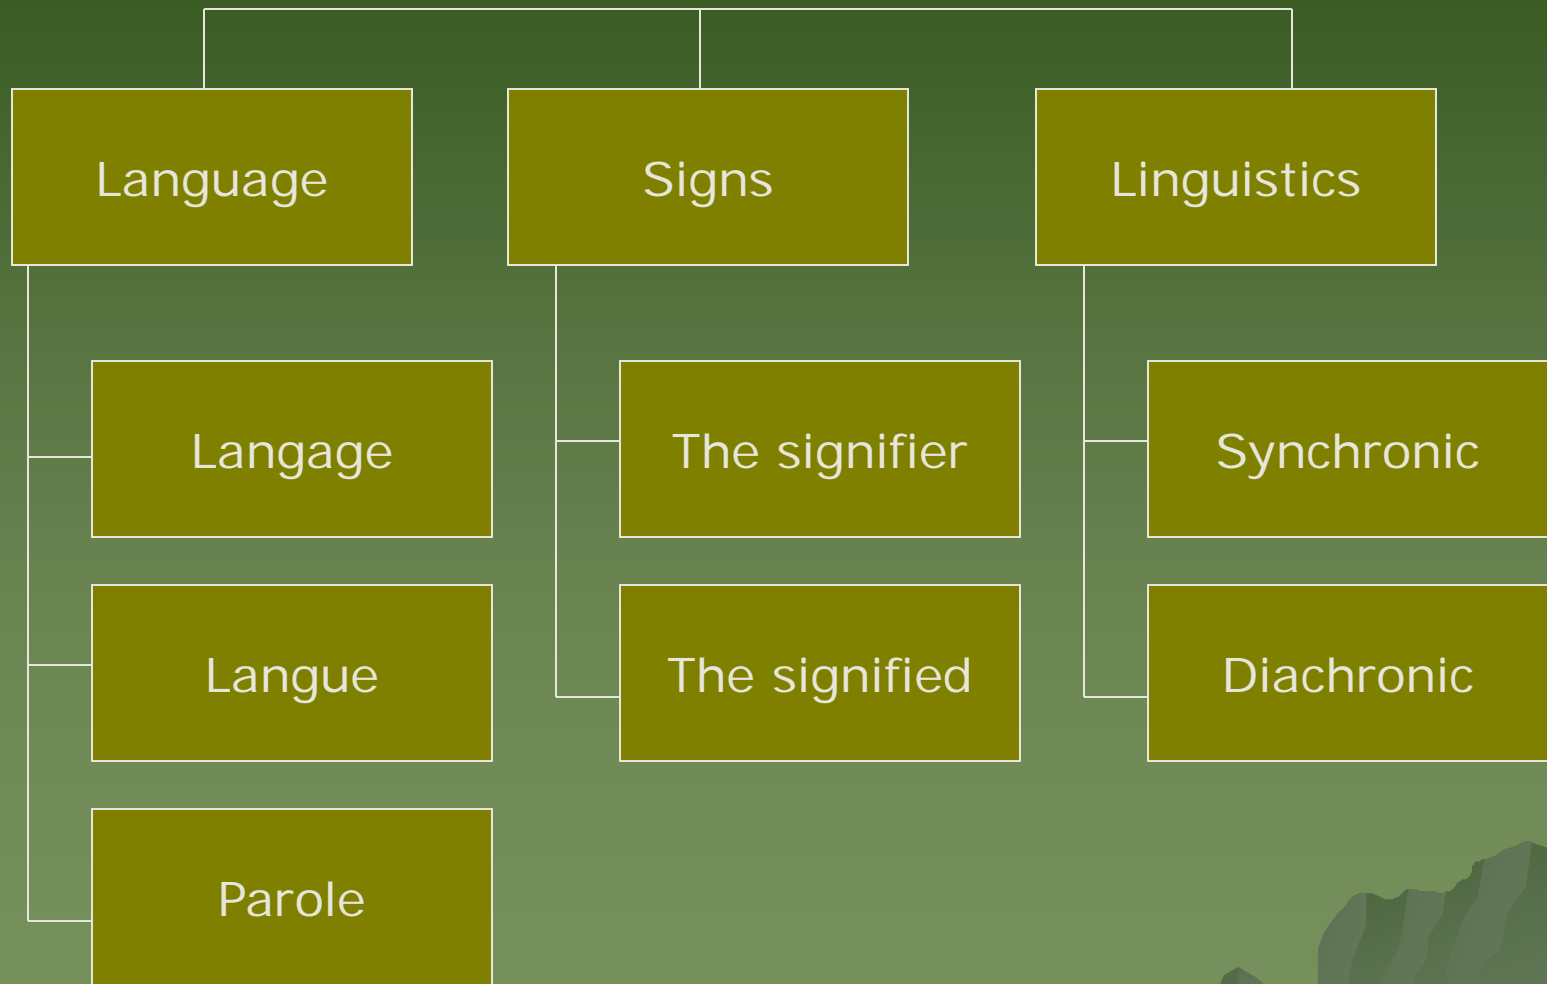 Language
Signs
Linguistics
Langage
The signifier
Synchronic
Langue
The signified
Diachronic
Parole